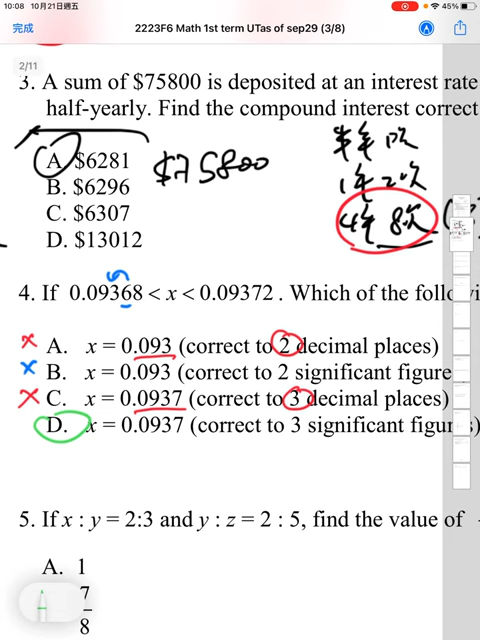 10:08 10月21日週五
45%
完成
2223F6 Math 1st term UTas of sep29 (3/8)
2/11
3. A sum of $75800 is deposited at an interest rate
half-yearly. Find the compound interest correct
A. $6281
$75800
半年1次
B. $6296
1年2次
C. $6307
4年8次
D. $13012
4. If 0.09368 < x < 0.09372 . Which of the follo
A. x = 0.093 (correct to 2 decimal places)
B. x = 0.093 (correct to 2 significant figure
C. x = 0.0937 (correct to 3 decimal places)
D. x = 0.0937 (correct to 3 significant figu s)
5. If x : y = 2:3 and y : z = 2 : 5, find the value of
A. 1
7
8